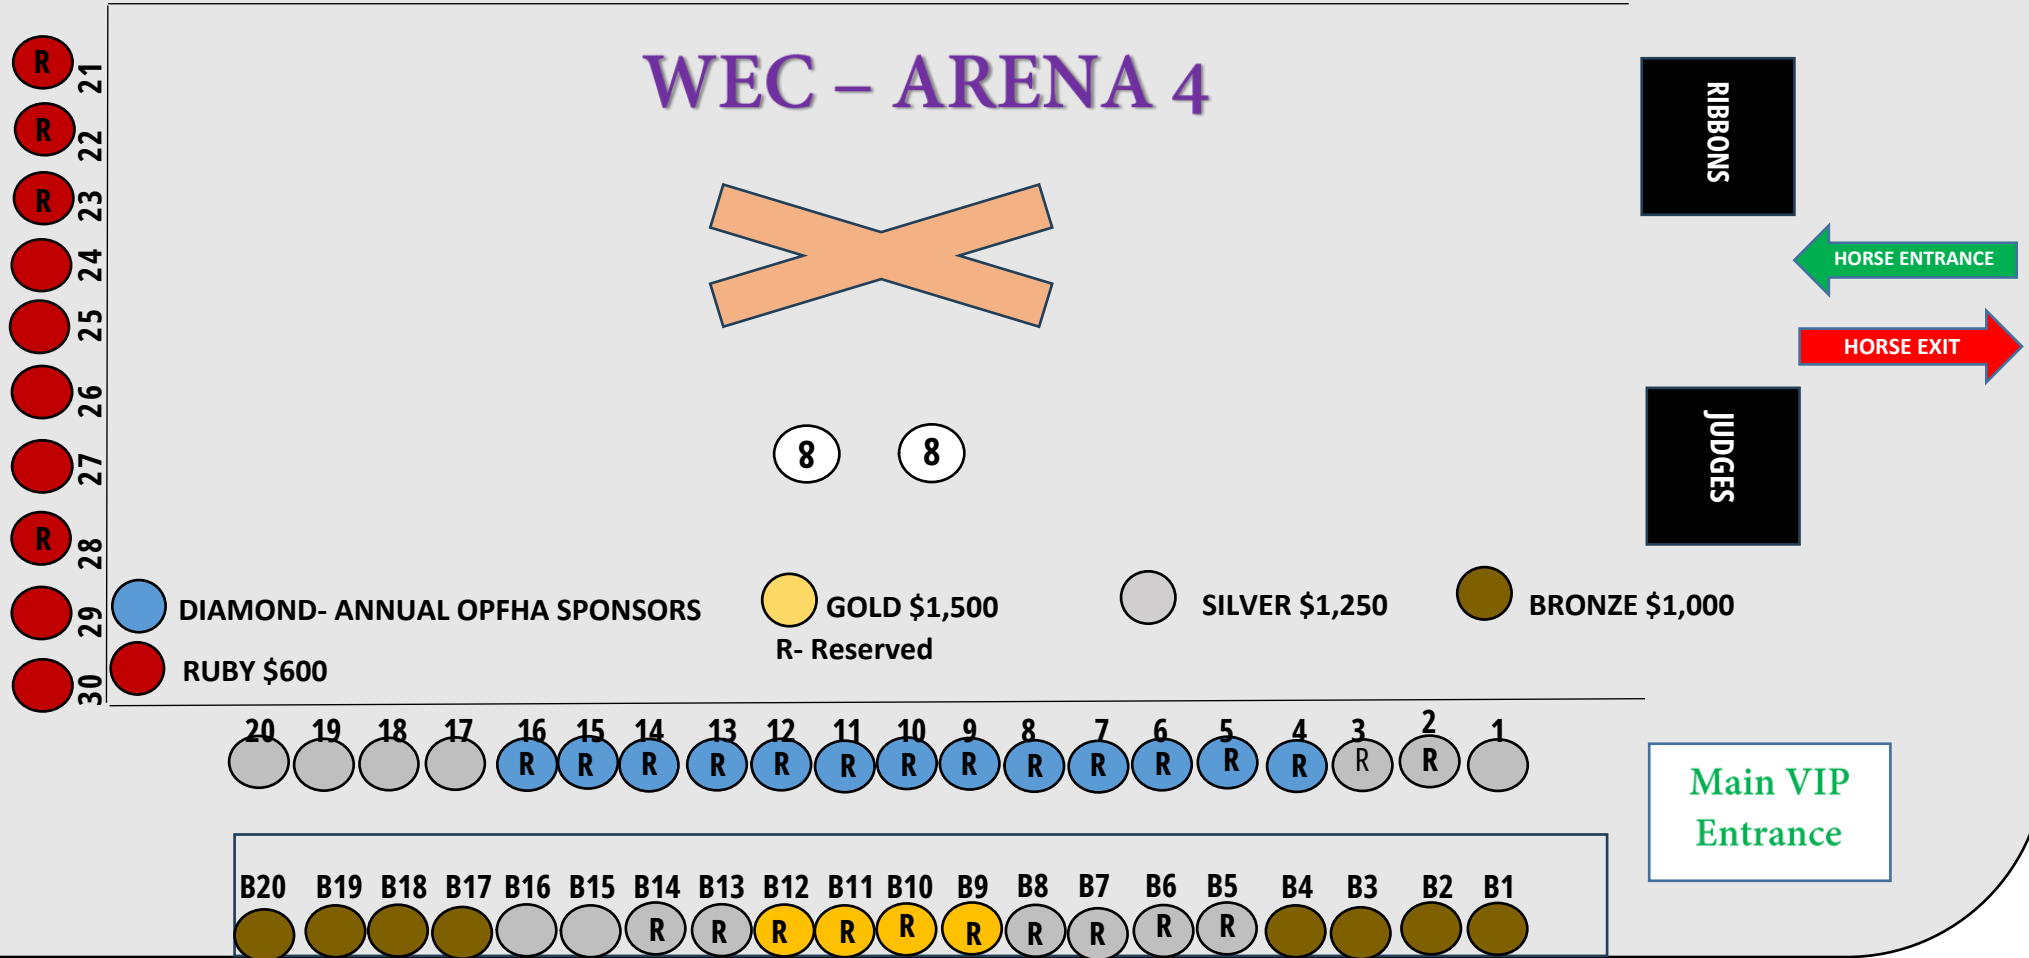 WEC – ARENA 4
R 21
R 22
R 23
24
25
26
27
R 28
29
30
RIBBONS
HORSE ENTRANCE
HORSE EXIT
JUDGES
8 8
DIAMOND- ANNUAL OPFHA SPONSORS
GOLD $1,500
SILVER $1,250
BRONZE $1,000
R- Reserved
RUBY $600
20 19 18 17 16 15 14 13 12 11 10 9 8 7 6 5 4 3 2 1
R R R R R R R R R R R R R R R
Main VIP
Entrance
B20 B19 B18 B17 B16 B15 B14 B13 B12 B11 B10 B9 B8 B7 B6 B5 B4 B3 B2 B1
R R R R R R R R R R